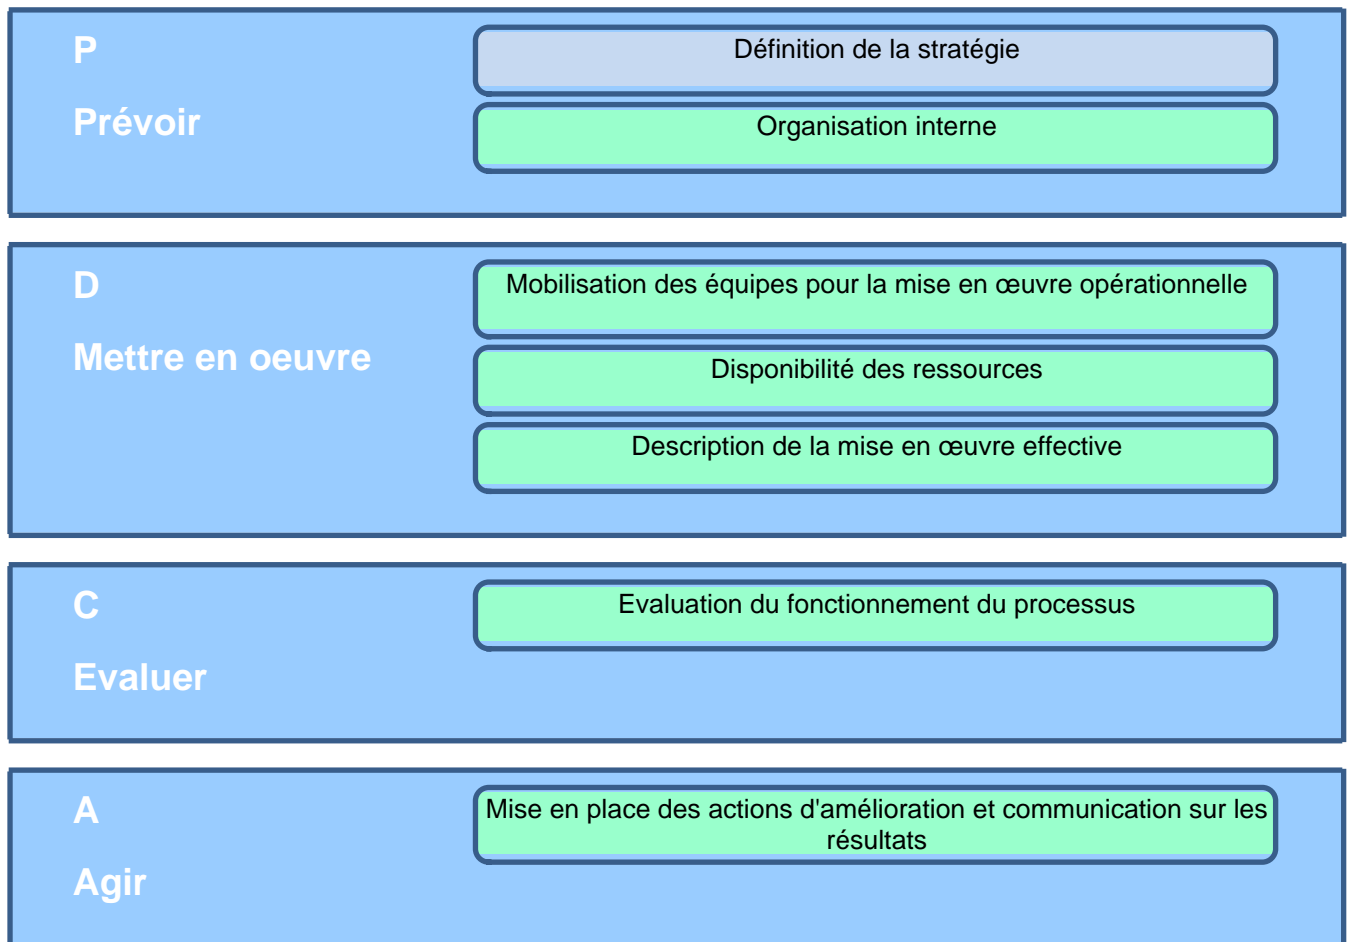 P
Définition de la stratégie
Prévoir
Organisation interne
D
Mobilisation des équipes pour la mise en œuvre opérationnelle
Mettre en oeuvre
Disponibilité des ressources
Description de la mise en œuvre effective
C
Evaluation du fonctionnement du processus
Evaluer
A
Mise en place des actions d'amélioration et communication sur les
résultats
Agir